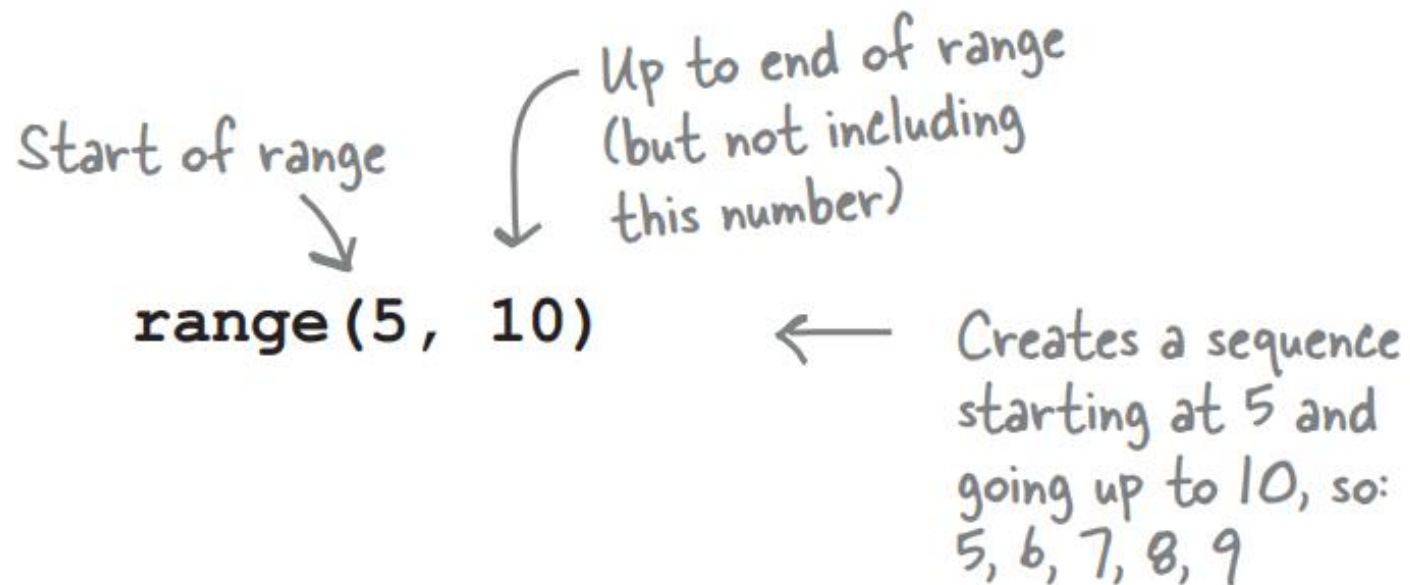 Up to end of range
(but not including
this number)
Start of range
range(5, 10)
Creates a sequence
starting at 5 and
going up to 10, so:
5, 6, 7, 8, 9